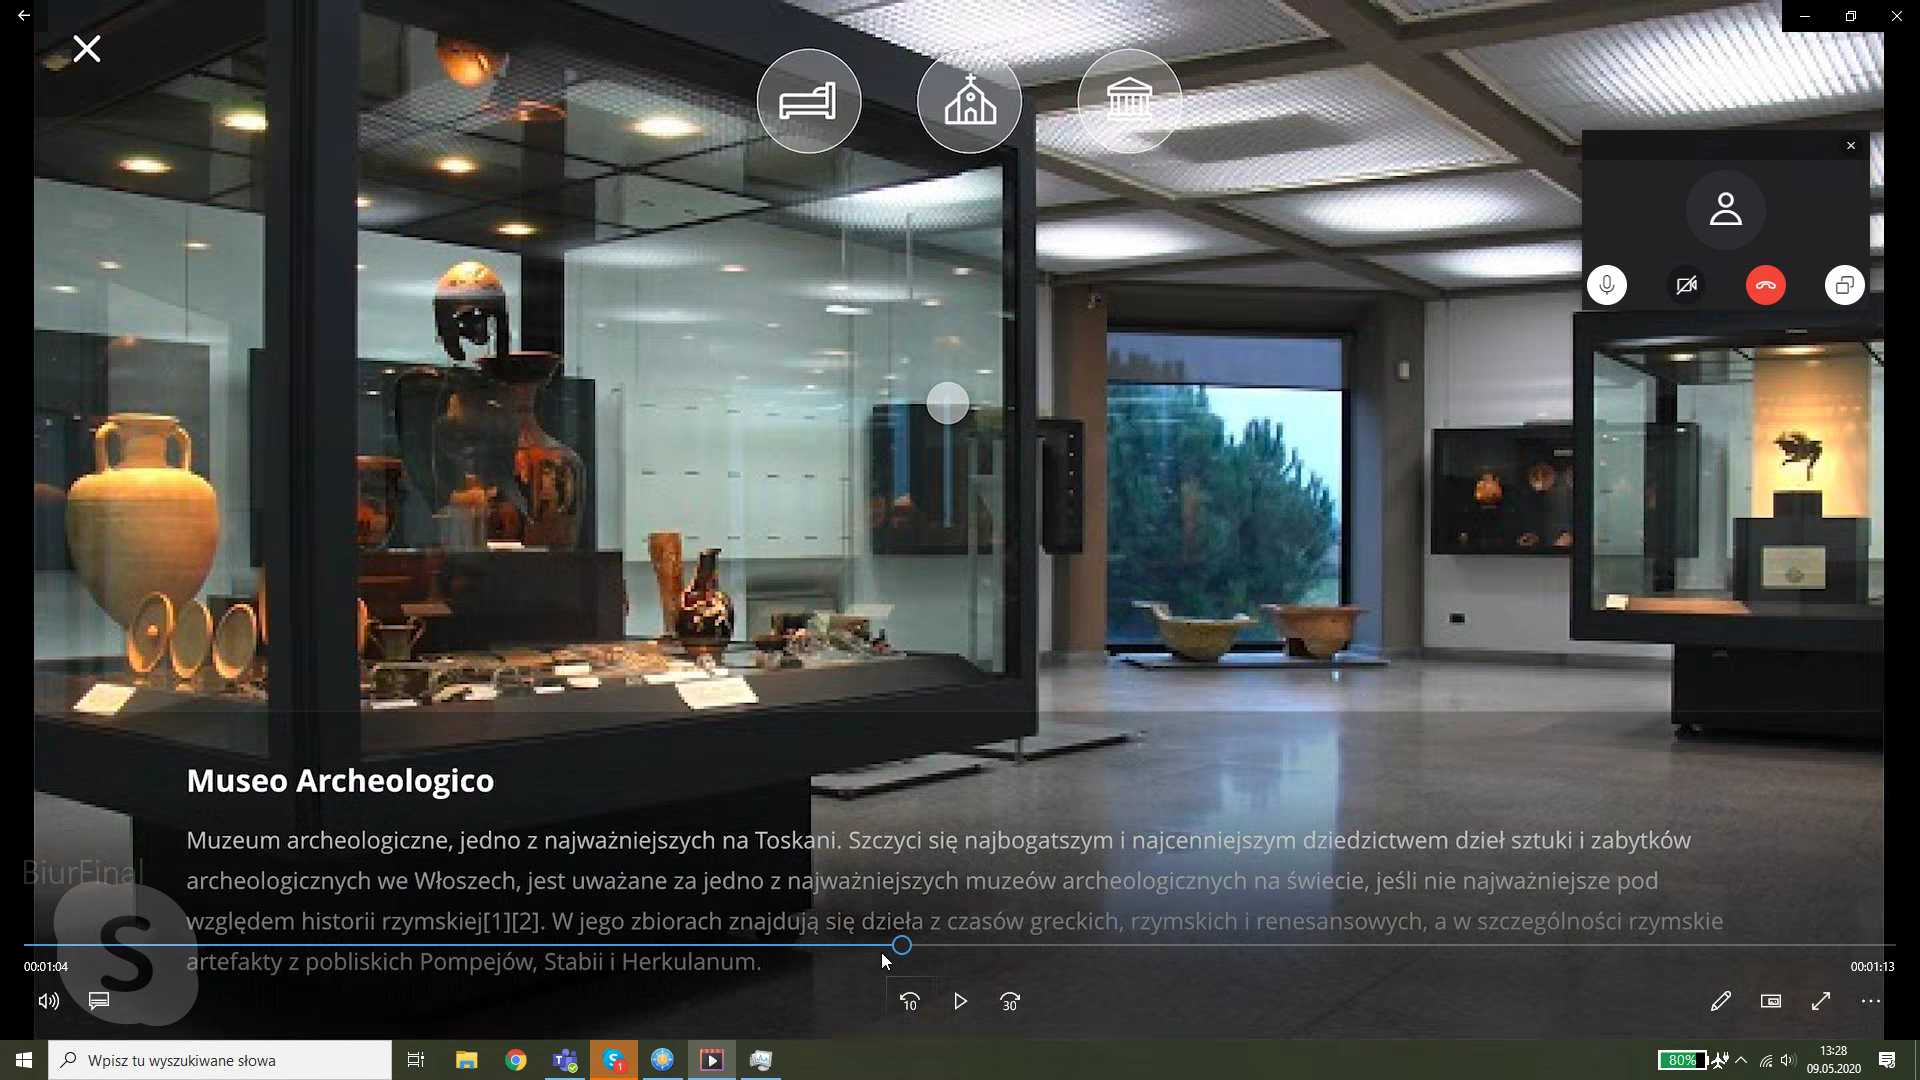 Museo Archeologico
Muzeum archeologiczne, jedno z najważniejszych na Toskani. Szczyci się najbogatszym i najcenniejszym dziedzictwem dzieł sztuki i zabytków
archeologicznych we Włoszech, jest uważane za jedno z najważniejszych muzeów archeologicznych na świecie, jeśli nie najważniejsze pod
BiurFinal
względem historii rzymskiej[1][2]. W jego zbiorach znajdują się dzieła z czasów greckich, rzymskich i renesansowych, a w szczególności rzymskie
artefakty z pobliskich Pompejów, Stabii i Herkulanum.
00:01:04
00:01:13
10
30
Wpisz tu wyszukiwane słowa
1
80%
13:28
09.05.2020